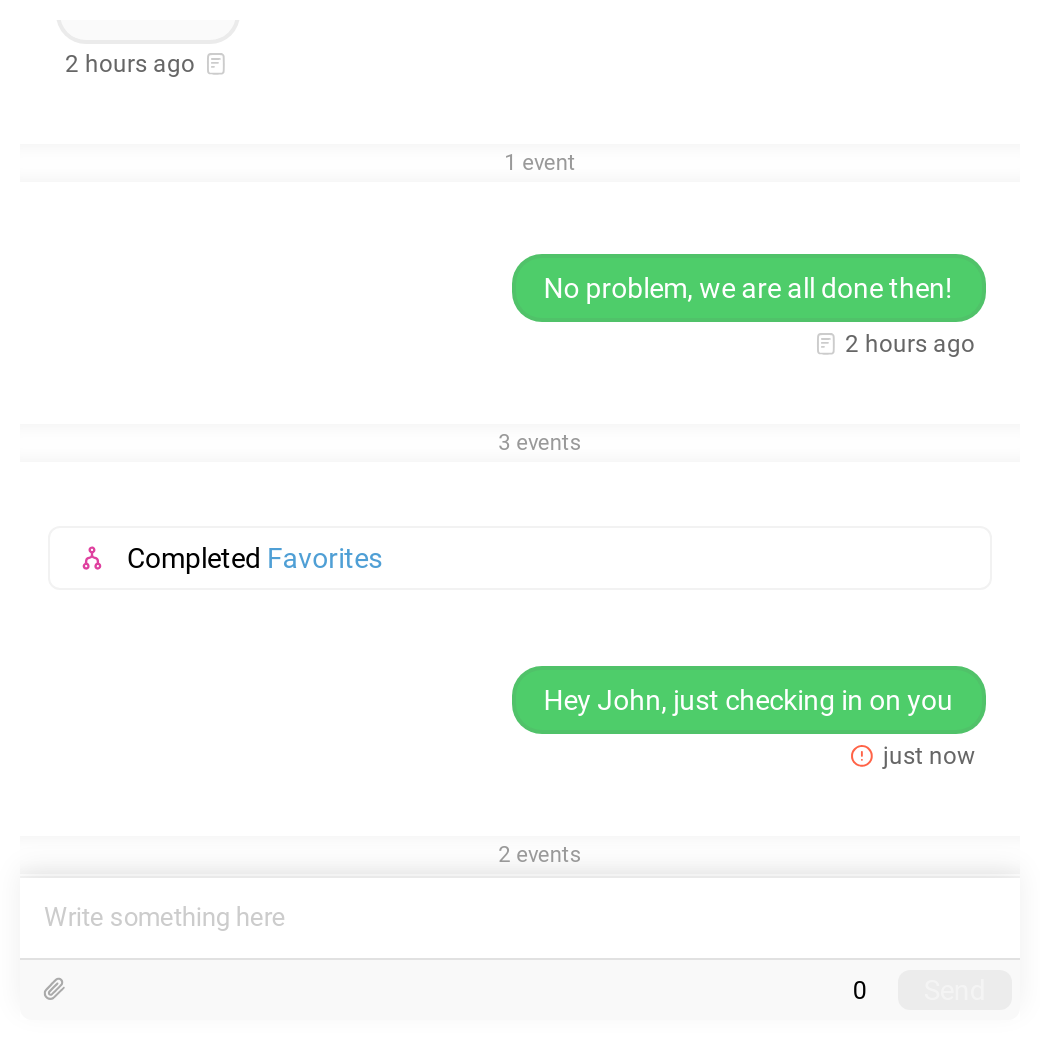 2 hours ago
1 event
No problem, we are all done then!
2 hours ago
3 events
Completed Favorites
Hey John, just checking in on you
just now
2 events
Write something here
0
Send